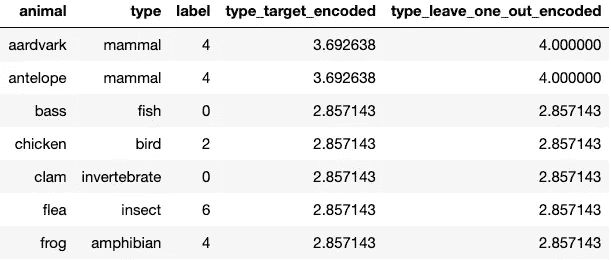 animal type label type_target_encoded type_leave_one_out_encoded
aardvark mammal 4 3.692638 4.000000
antelope mammal 4 3.692638 4.000000
bass fish 0 2.857143 2.857143
chicken bird 2 2.857143 2.857143
clam invertebrate 0 2.857143 2.857143
flea insect 6 2.857143 2.857143
frog amphibian 4 2.857143 2.857143